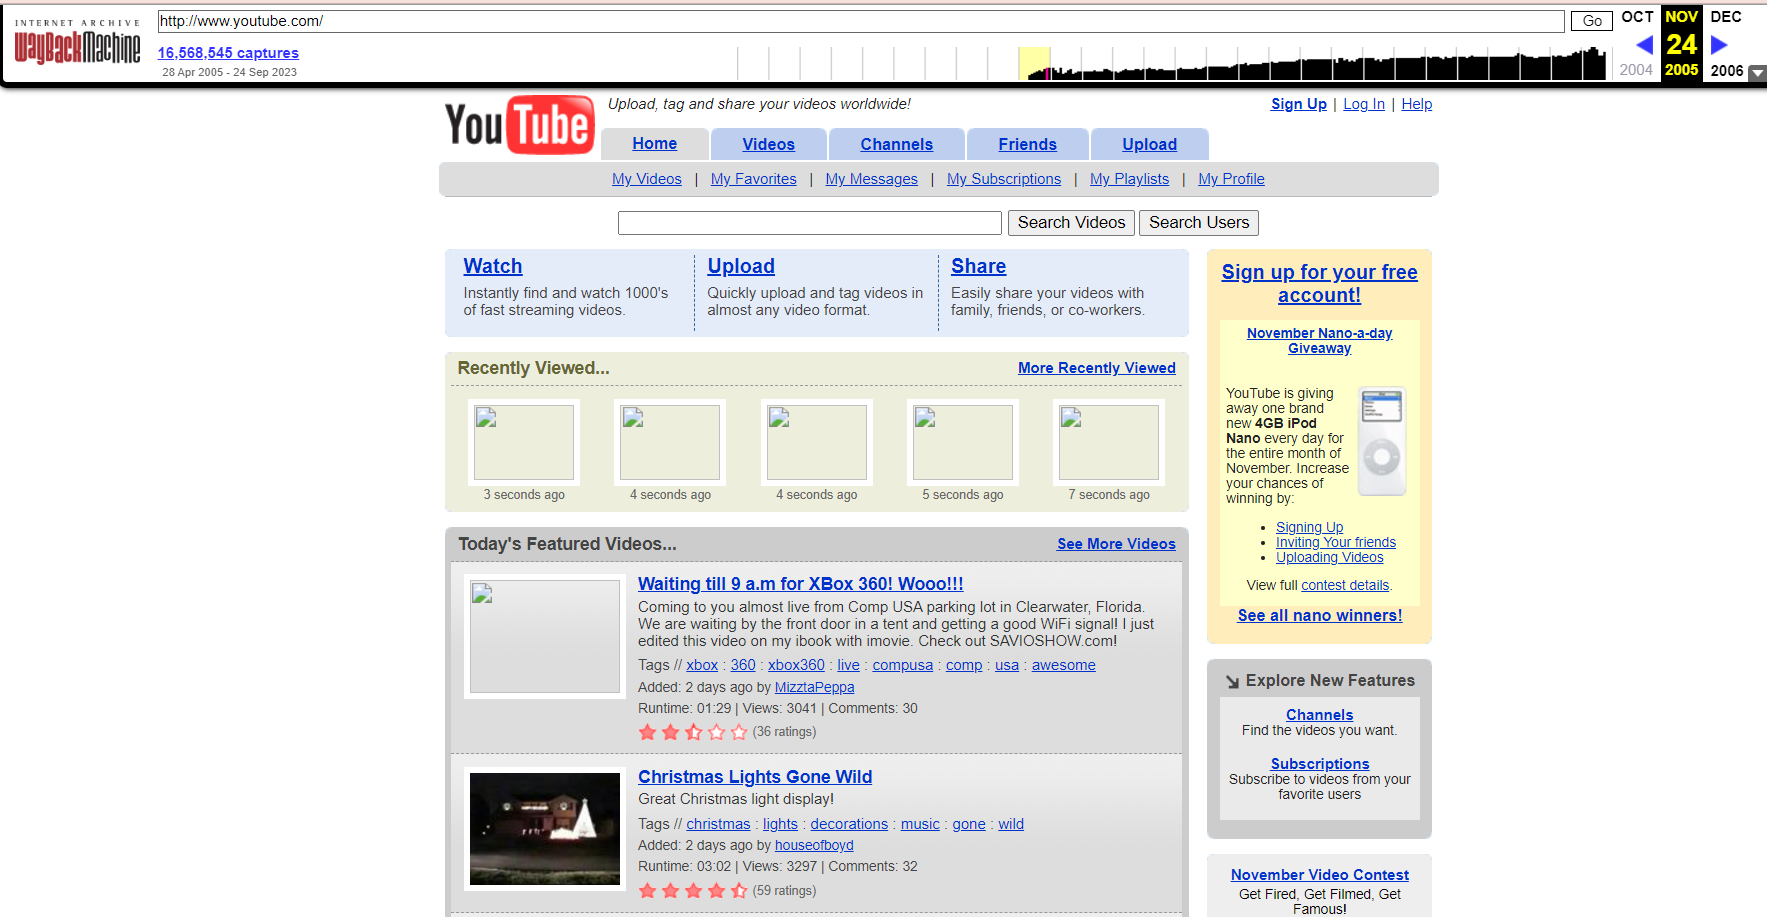 INTERNET ARCHIVE
WayBackMachine
http://www.youtube.com/
Go
OCT NOV DEC
16,568,545 captures
24
28 Apr 2005 - 24 Sep 2023
2004 2005 2006
YouTube
Upload, tag and share your videos worldwide!
Sign Up | Log In | Help
Home
Videos
Channels
Friends
Upload
My Videos | My Favorites | My Messages | My Subscriptions | My Playlists | My Profile
Search Videos
Search Users
Watch
Instantly find and watch 1000's
of fast streaming videos.
Upload
Quickly upload and tag videos in
almost any video format.
Share
Easily share your videos with
family, friends, or co-workers.
Recently Viewed...
More Recently Viewed
3 seconds ago
4 seconds ago
4 seconds ago
5 seconds ago
7 seconds ago
Today's Featured Videos...
See More Videos
Waiting till 9 a.m for XBox 360! Wooo!!!
Coming to you almost live from Comp USA parking lot in Clearwater, Florida.
We are waiting by the front door in a tent and getting a good WiFi signal! I just
edited this video on my ibook with imovie. Check out SAVIOSHOW.com!
Tags // xbox : 360 : xbox360 : live : compusa : comp : usa : awesome
Added: 2 days ago by MizztaPeppa
Runtime: 01:29 | Views: 3041 | Comments: 30
(36 ratings)
Christmas Lights Gone Wild
Great Christmas light display!
Tags // christmas : lights : decorations : music : gone : wild
Added: 2 days ago by houseofboyd
Runtime: 03:02 | Views: 3297 | Comments: 32
(59 ratings)
Sign up for your free
account!
November Nano-a-day
Giveaway
YouTube is giving
away one brand
new 4GB iPod
Nano every day for
the entire month of
November. Increase
your chances of
winning by:
• Signing Up
• Inviting Your friends
• Uploading Videos
View full contest details.
See all nano winners!
Explore New Features
Channels
Find the videos you want.
Subscriptions
Subscribe to videos from your
favorite users
November Video Contest
Get Fired, Get Filmed, Get
Famous!